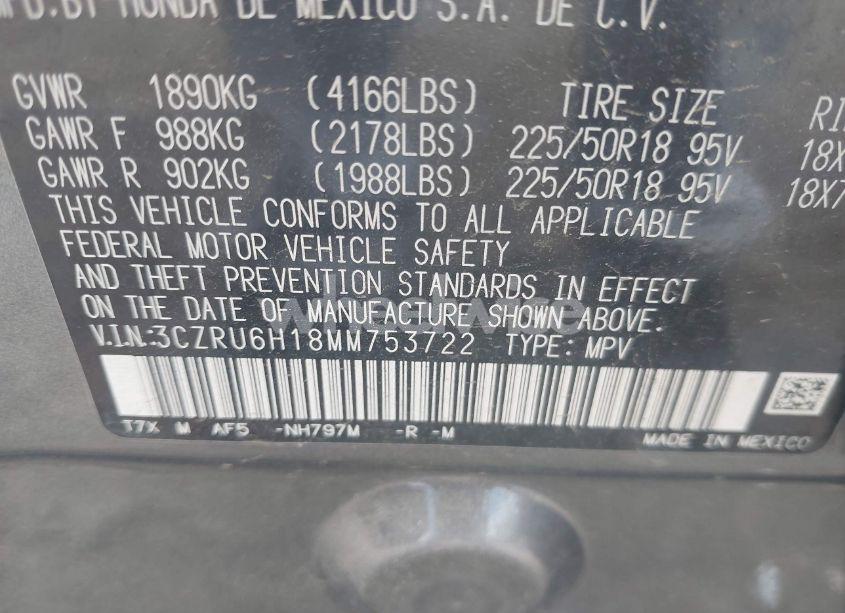 MFD.BY HONDA DE MEXICO S.A. DE C.V.
GVWR 1890KG (4166LBS) TIRE SIZE
GAWR F 988KG (2178LBS) 225/50R18 95V 18X
GAWR R 902KG (1988LBS) 225/50R18 95V 18X7
THIS VEHICLE CONFORMS TO ALL APPLICABLE
FEDERAL MOTOR VEHICLE SAFETY
AND THEFT PREVENTION STANDARDS IN EFFECT
ON THE DATE OF MANUFACTURE SHOWN ABOVE.
V.I.N:3CZRU6H18MM753722 TYPE: MPV
T7X M AF5 -NH797M -R -M
MADE IN MEXICO